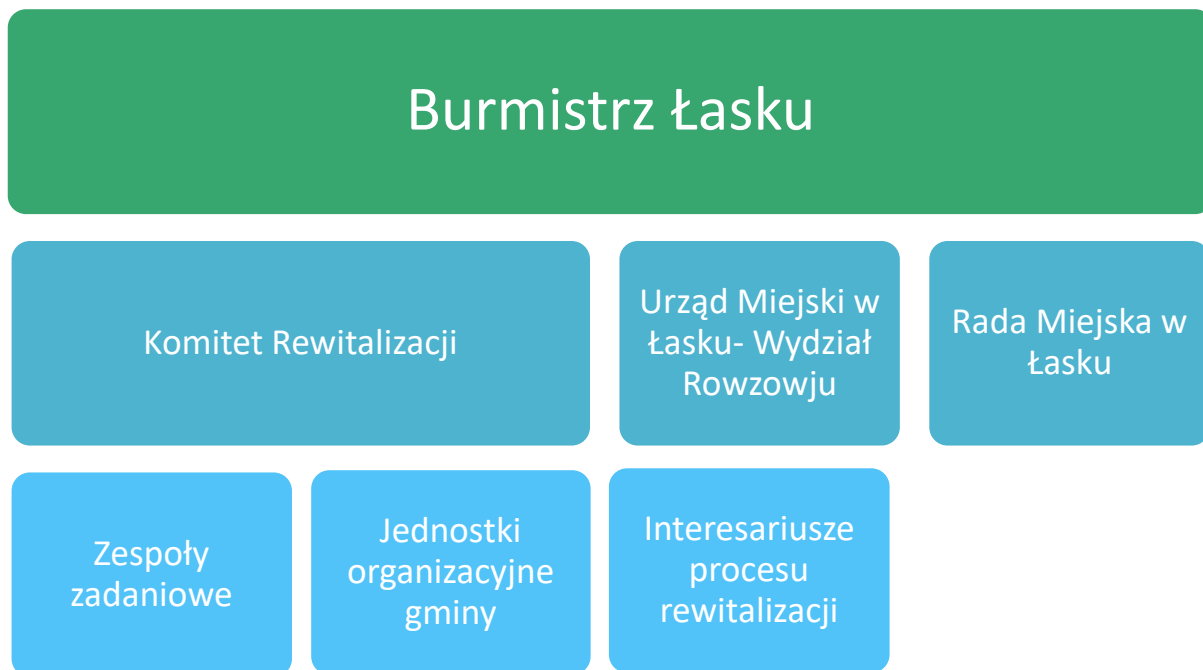 Burmistrz Łasku
Komitet Rewitalizacji
Urząd Miejski w
Łasku- Wydział
Rowzowju
Rada Miejska w
Łasku
Zespoły
zadaniowe
Jednostki
organizacyjne
gminy
Interesariusze
procesu
rewitalizacji